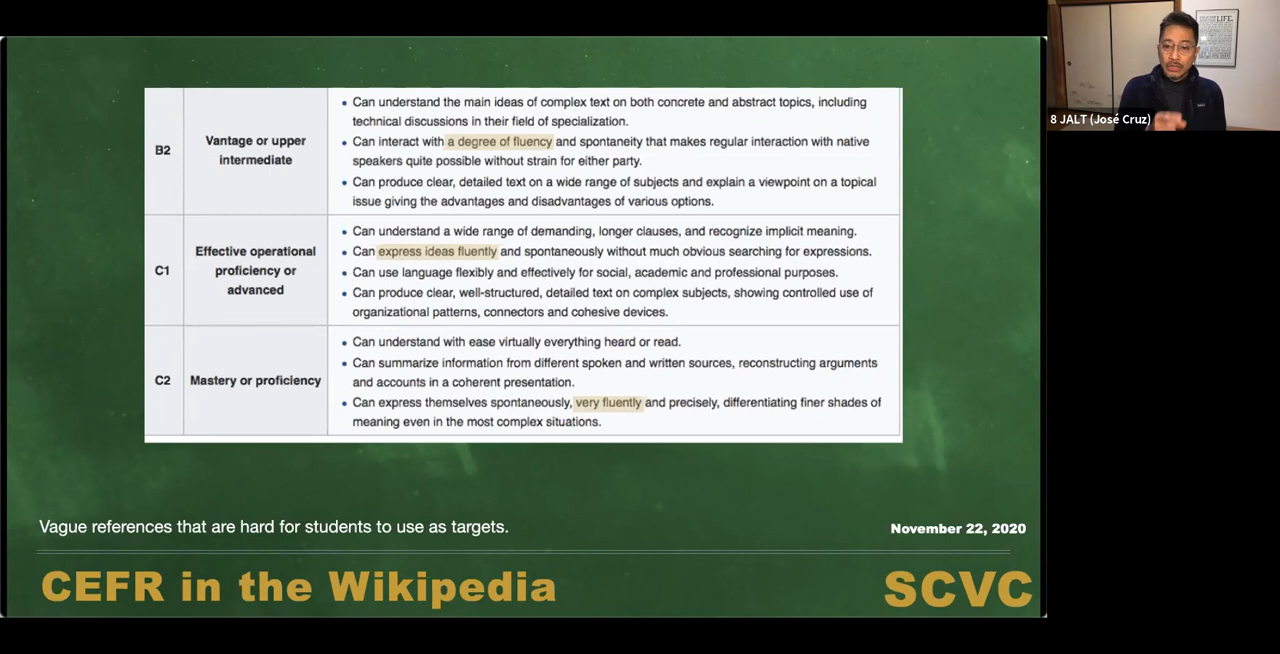 B2
Vantage or upper
intermediate
Can understand the main ideas of complex text on both concrete and abstract topics, including
technical discussions in their field of specialization.
Can interact with a degree of fluency and spontaneity that makes regular interaction with native
speakers quite possible without strain for either party.
Can produce clear, detailed text on a wide range of subjects and explain a viewpoint on a topical
issue giving the advantages and disadvantages of various options.
C1
Effective operational
proficiency or
advanced
Can understand a wide range of demanding, longer clauses, and recognize implicit meaning.
Can express ideas fluently and spontaneously without much obvious searching for expressions.
Can use language flexibly and effectively for social, academic and professional purposes.
Can produce clear, well-structured, detailed text on complex subjects, showing controlled use of
organizational patterns, connectors and cohesive devices.
C2
Mastery or proficiency
Can understand with ease virtually everything heard or read.
Can summarize information from different spoken and written sources, reconstructing arguments
and accounts in a coherent presentation.
Can express themselves spontaneously, very fluently and precisely, differentiating finer shades of
meaning even in the most complex situations.
Vague references that are hard for students to use as targets.
November 22, 2020
CEFR in the Wikipedia
SCVC
LIFE.
8 JALT (José Cruz)